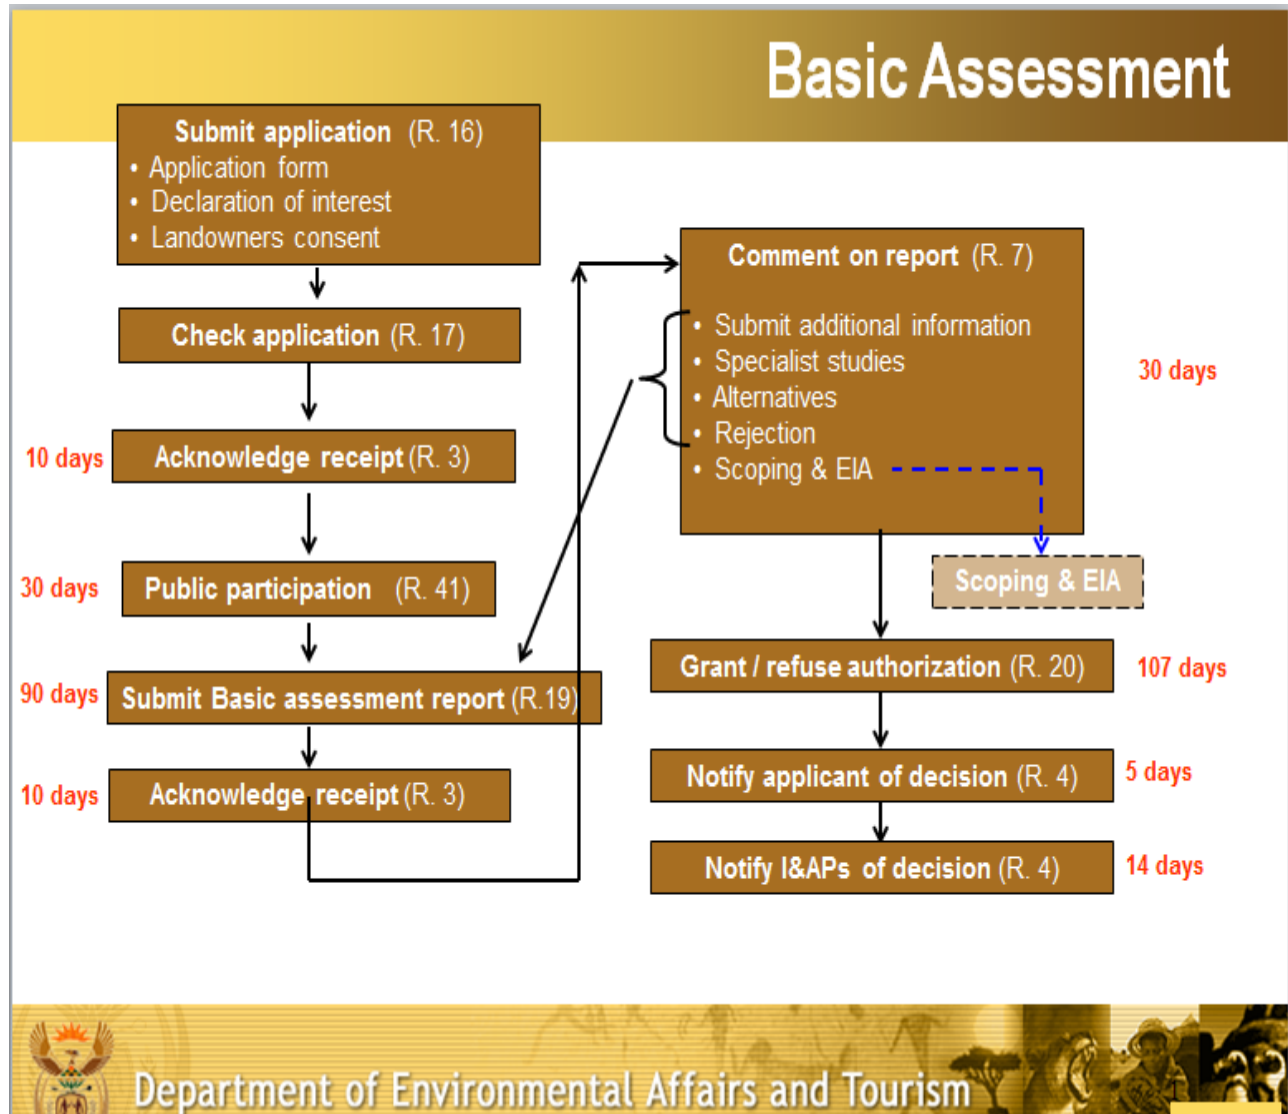 Basic Assessment
Submit application (R. 16)
• Application form
• Declaration of interest
• Landowners consent
Check application (R. 17)
10 days
Acknowledge receipt (R. 3)
30 days
Public participation (R. 41)
90 days
Submit Basic assessment report (R.19)
10 days
Acknowledge receipt (R. 3)
Comment on report (R. 7)
• Submit additional information
• Specialist studies
• Alternatives
• Rejection
• Scoping & EIA
30 days
Scoping & EIA
Grant / refuse authorization (R. 20)
107 days
Notify applicant of decision (R. 4)
5 days
Notify I&APs of decision (R. 4)
14 days
Department of Environmental Affairs and Tourism
1